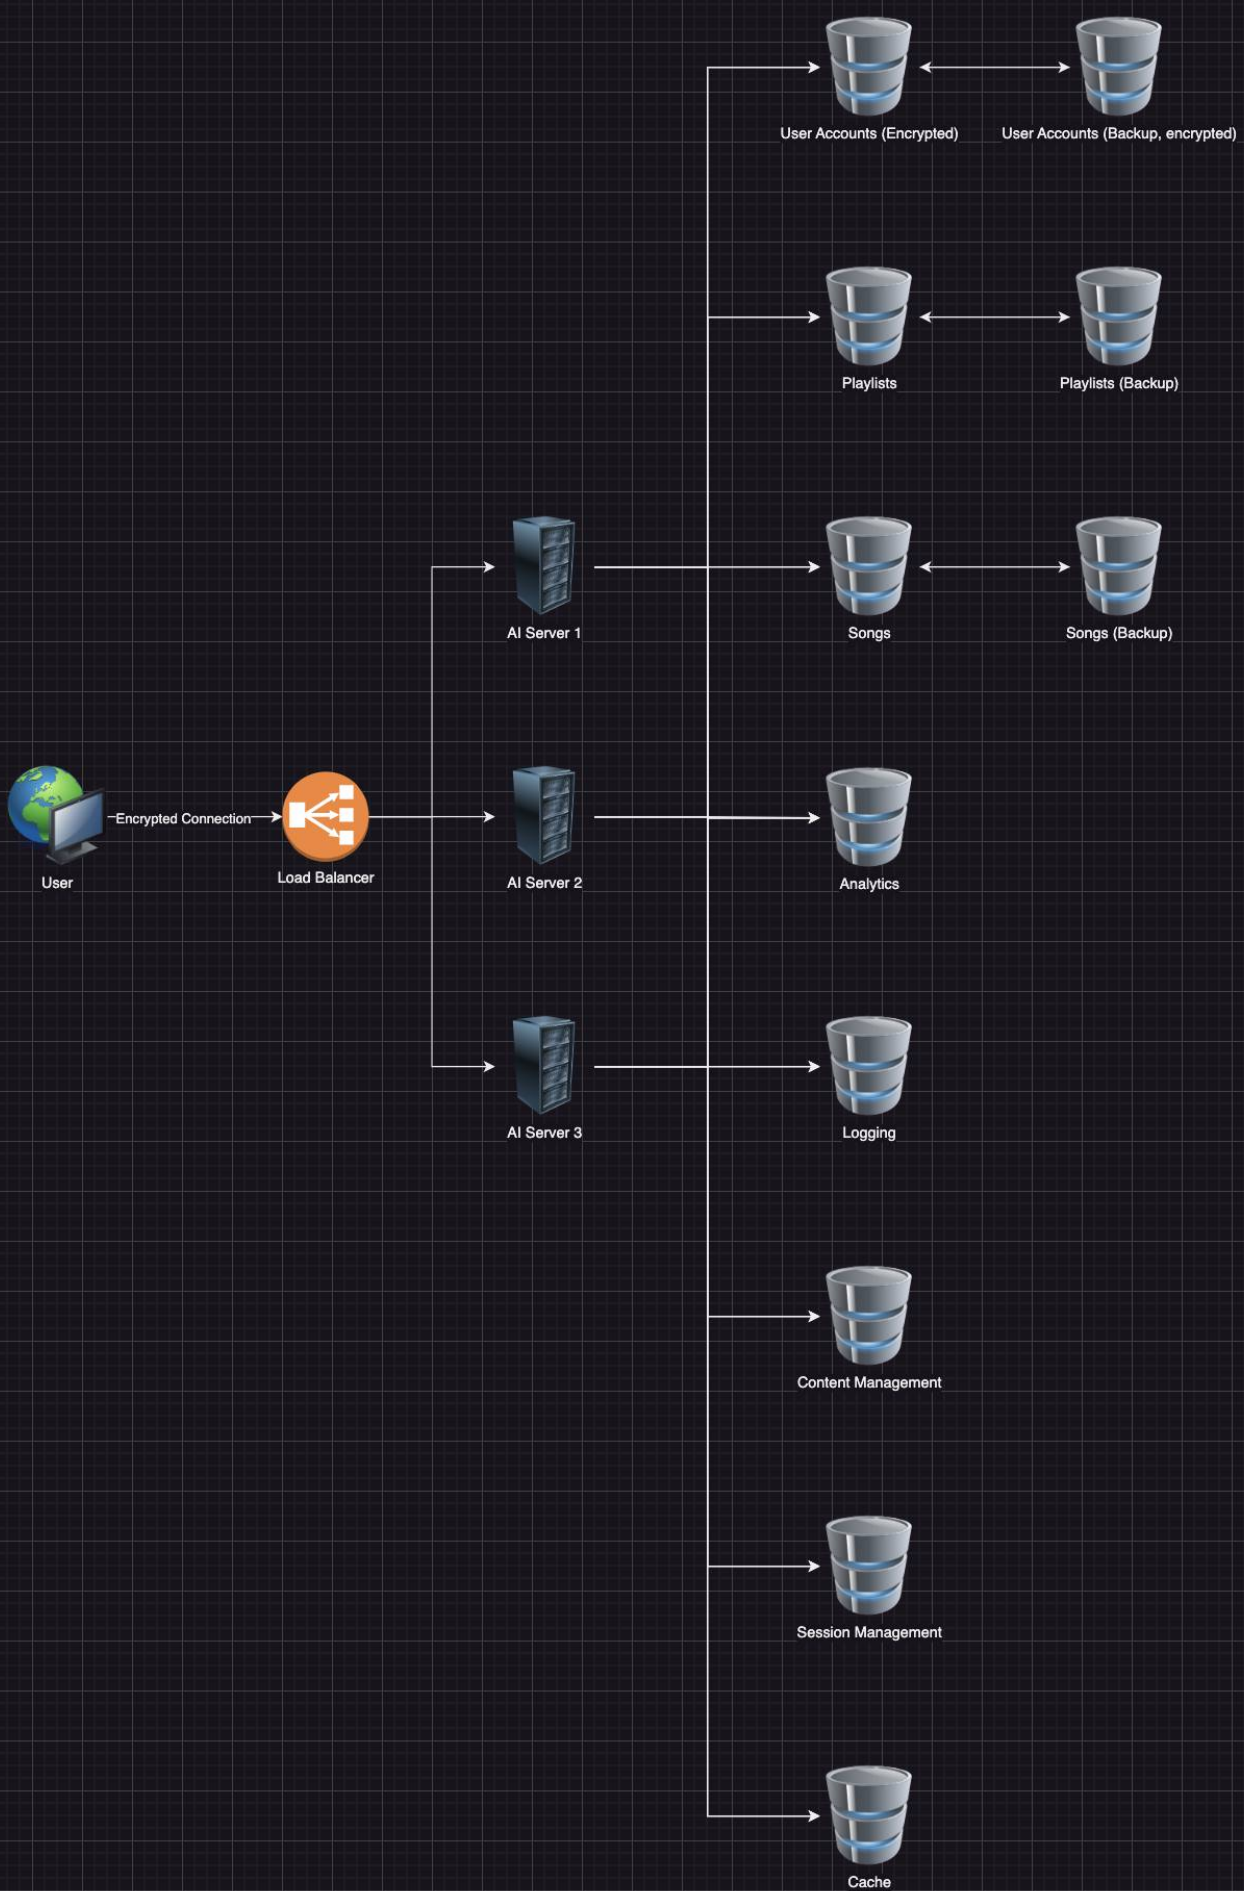 User Accounts (Encrypted)
User Accounts (Backup, encrypted)
Playlists
Playlists (Backup)
AI Server 1
Songs
Songs (Backup)
Encrypted Connection
User
Load Balancer
AI Server 2
Analytics
AI Server 3
Logging
Content Management
Session Management
Cache